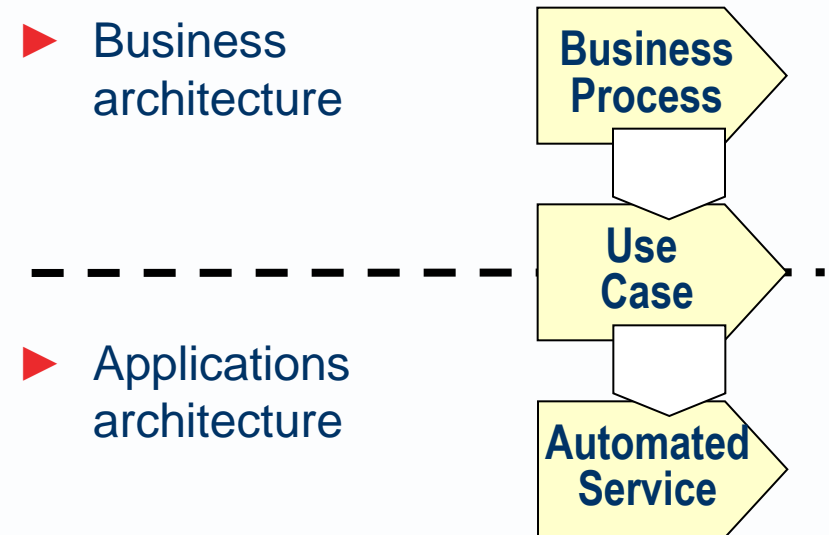 Business
architecture
Business
Process
Use
Case
Applications
architecture
Automated
Service